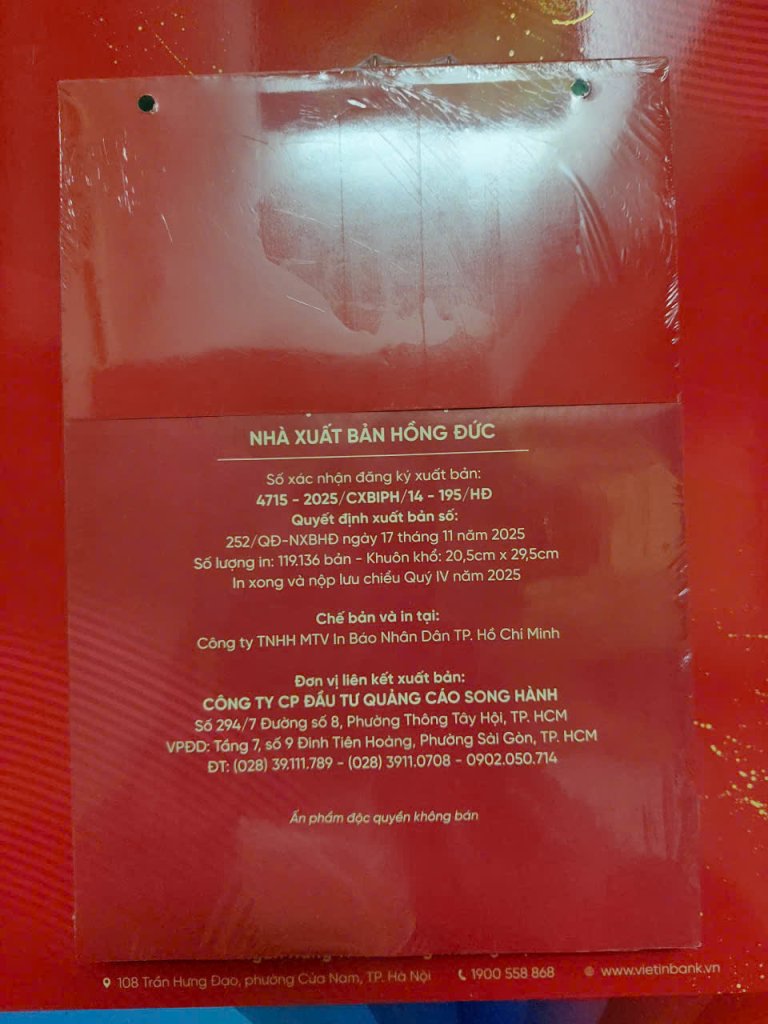 NHÀ XUẤT BẢN HỒNG ĐỨC
Số xác nhận đăng ký xuất bản:
4715 - 2025/CXBIPH/14 - 195/HĐ
Quyết định xuất bản số:
252/QĐ-NXBHĐ ngày 17 tháng 11 năm 2025
Số lượng in: 119.136 bản - Khuôn khổ: 20,5cm x 29,5cm
In xong và nộp lưu chiểu Quý IV năm 2025
Chế bản và in tại:
Công ty TNHH MTV In Báo Nhân Dân TP. Hồ Chí Minh
Đơn vị liên kết xuất bản:
CÔNG TY CP ĐẦU TƯ QUẢNG CÁO SONG HÀNH
Số 294/7 Đường số 8, Phường Thông Tây Hội, TP. HCM
VPĐD: Tầng 7, số 9 Đinh Tiên Hoàng, Phường Sài Gòn, TP. HCM
ĐT: (028) 39.111.789 - (028) 3911.0708 - 0902.050.714
Ấn phẩm độc quyền không bán
108 Trần Hưng Đạo, phường Cửa Nam, TP. Hà Nội 1900 558 868 www.vietinbank.vn